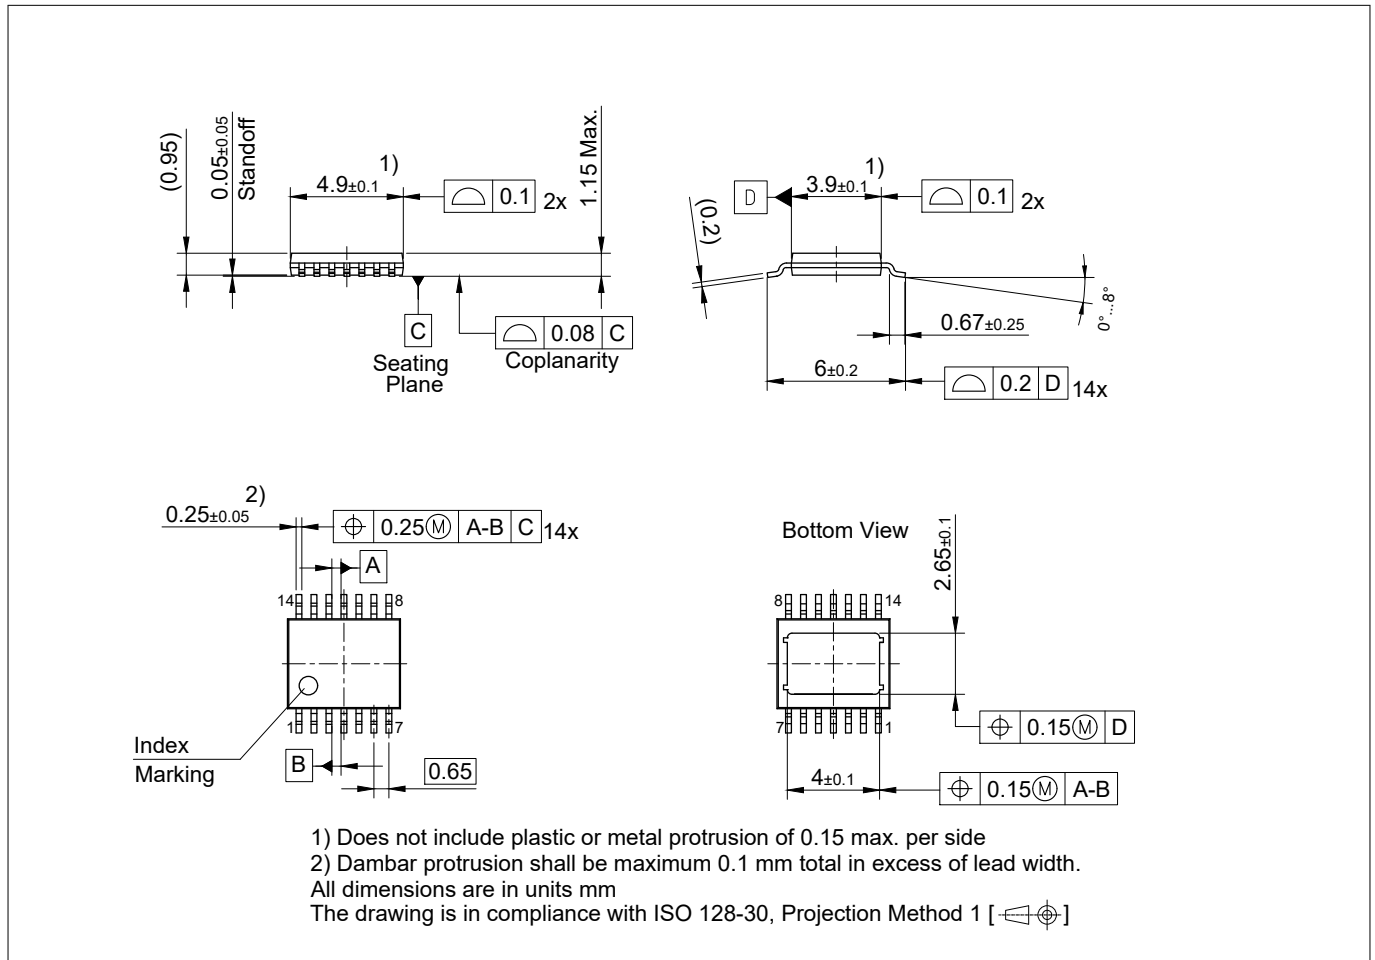 (0.95)
0.05±0.05
Standoff
1)
4.9±0.1
0.1 2x
1.15 Max.
C
Seating
Plane
0.08 C
Coplanarity
D
1)
3.9±0.1
0.1 2x
(0.2)
0°...8°
0.67±0.25
6±0.2
0.2 D 14x
2)
0.25±0.05
0.25Ⓜ A-B C 14x
A
14 8
1 7
Index
Marking
B
0.65
Bottom View
2.65±0.1
8 14
7 1
0.15Ⓜ D
4±0.1
0.15Ⓜ A-B
1) Does not include plastic or metal protrusion of 0.15 max. per side
2) Dambar protrusion shall be maximum 0.1 mm total in excess of lead width.
All dimensions are in units mm
The drawing is in compliance with ISO 128-30, Projection Method 1 [ ]